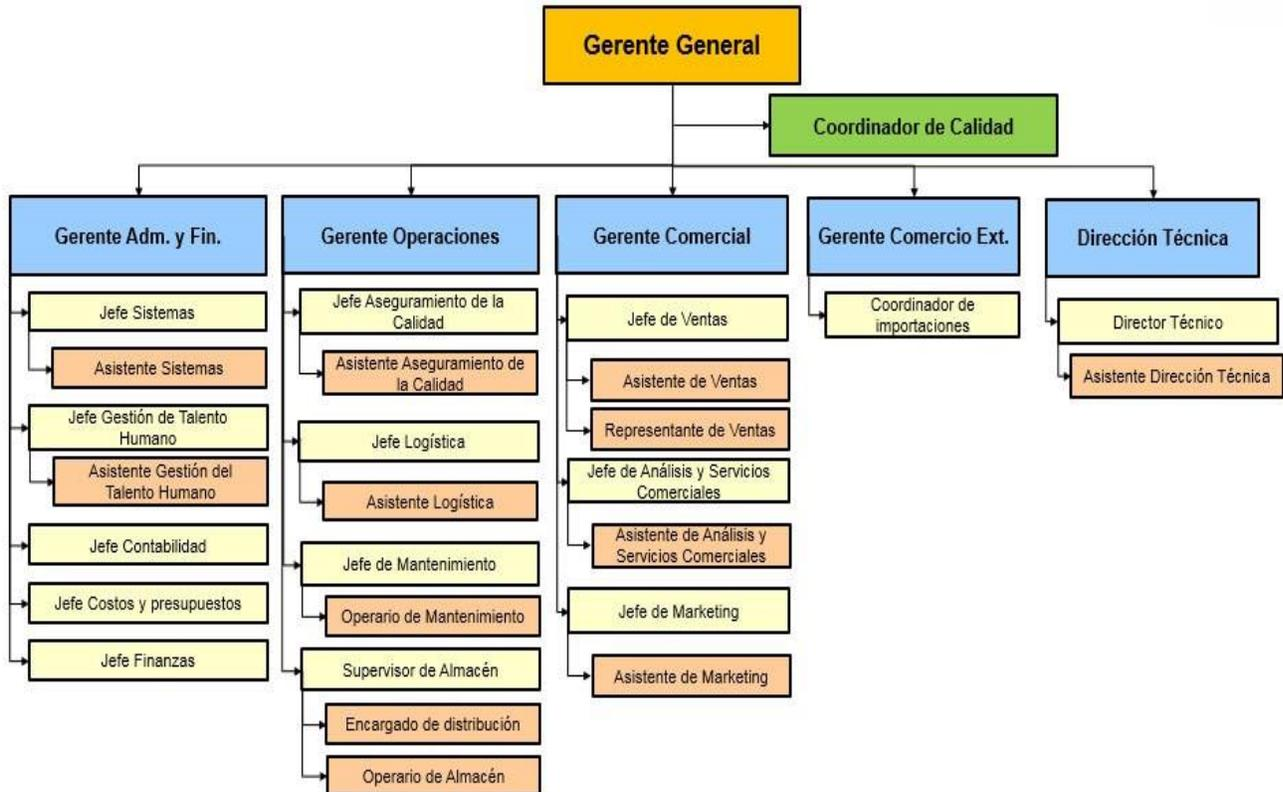 Gerente General
Coordinador de Calidad
Gerente Adm. y Fin.
Jefe Sistemas
Asistente Sistemas
Jefe Gestión de Talento
Humano
Asistente Gestión del
Talento Humano
Jefe Contabilidad
Jefe Costos y presupuestos
Jefe Finanzas
Gerente Operaciones
Jefe Aseguramiento de la
Calidad
Asistente Aseguramiento de
la Calidad
Jefe Logística
Asistente Logística
Jefe de Mantenimiento
Operario de Mantenimiento
Supervisor de Almacén
Encargado de distribución
Operario de Almacén
Gerente Comercial
Jefe de Ventas
Asistente de Ventas
Representante de Ventas
Jefe de Análisis y Servicios
Comerciales
Asistente de Análisis y
Servicios Comerciales
Jefe de Marketing
Asistente de Marketing
Gerente Comercio Ext.
Coordinador de
importaciones
Dirección Técnica
Director Técnico
Asistente Dirección Técnica